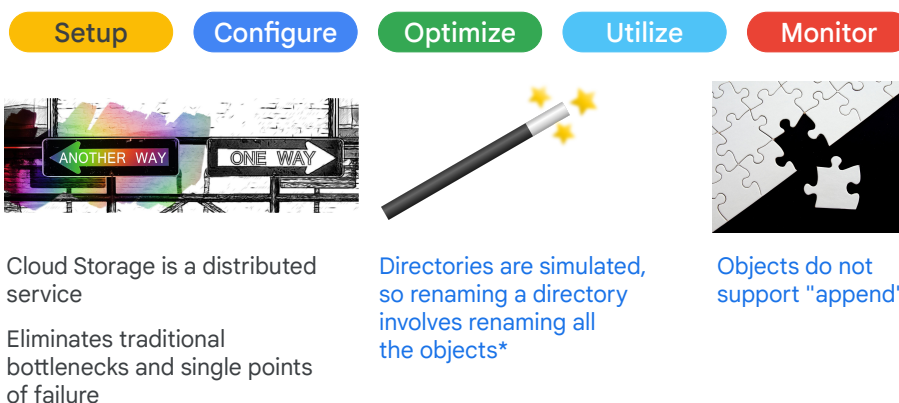 Setup
Configure
Optimize
Utilize
Monitor
ANOTHER WAY
ONE WAY
Cloud Storage is a distributed
service
Eliminates traditional
bottlenecks and single points
of failure
Directories are simulated,
so renaming a directory
involves renaming all
the objects*
Objects do not
support "append"